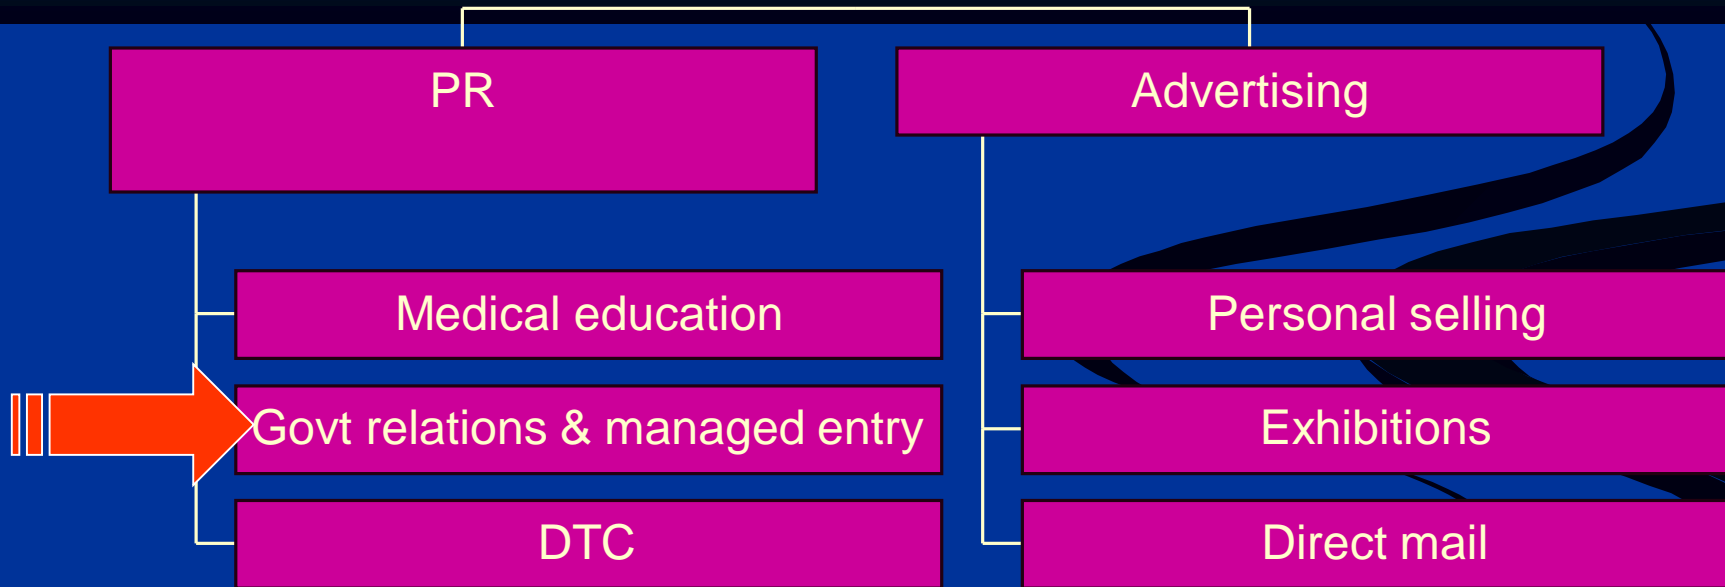 PR
Advertising
Medical education
Govt relations & managed entry
DTC
Personal selling
Exhibitions
Direct mail